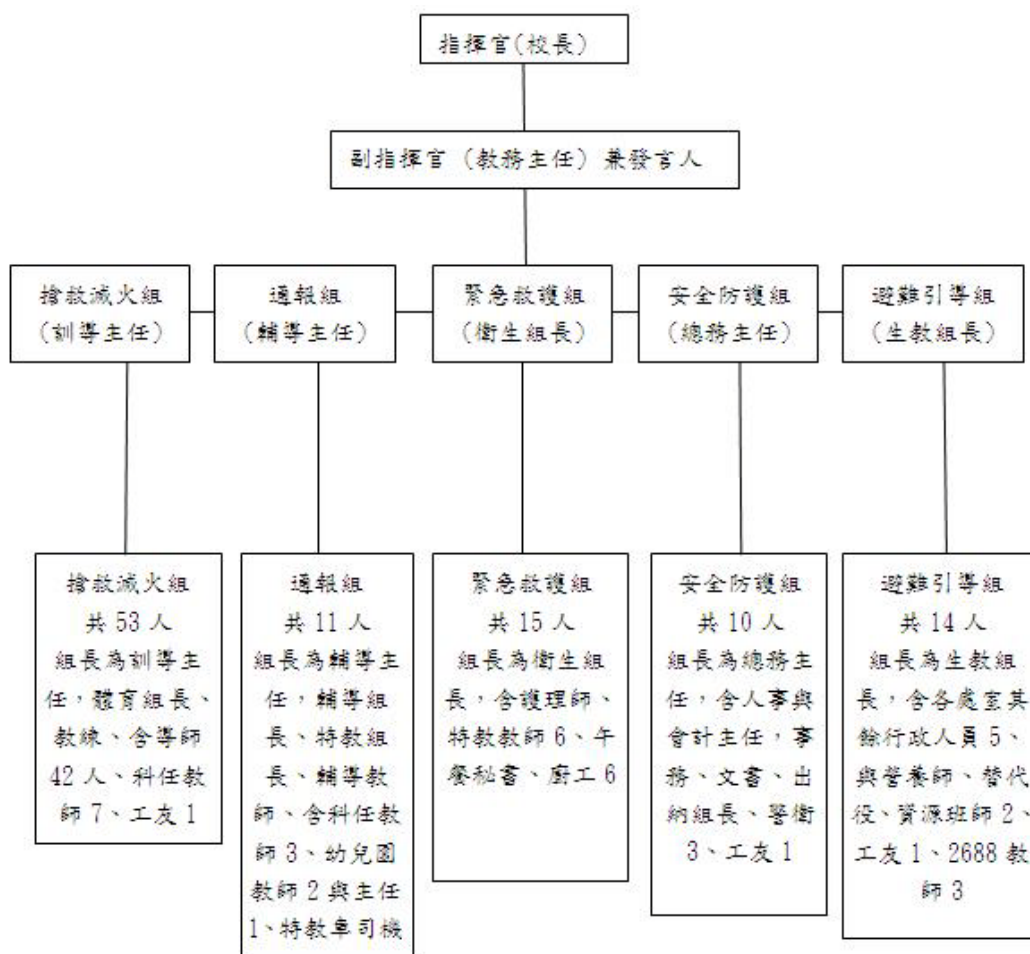 指揮官(校長)
副指揮官（教務主任）兼發言人
搶救滅火組
(訓導主任)
通報組
(輔導主任)
緊急救護組
(衛生組長)
安全防護組
(總務主任)
避難引導組
(生教組長)
搶救滅火組
共 53 人
組長為訓導主
任，體育組長、
教練、含導師
42 人、科任教
師 7、工友 1
通報組
共 11 人
組長為輔導主
任，輔導組
長、特教組
長、輔導教
師、含科任教
師 3、幼兒園
教師 2 與主任
1、特教車司機
緊急救護組
共 15 人
組長為衛生組
長，含護理師、
特教教師 6、午
餐秘書、廚工 6
安全防護組
共 10 人
組長為總務主
任，含人事與
會計主任，事
務、文書、出
納組長、警衛
3、工友 1
避難引導組
共 14 人
組長為生教組
長，含各處室其
餘行政人員 5、
與營養師、替代
役、資源班師 2、
工友 1、2688 教
師 3